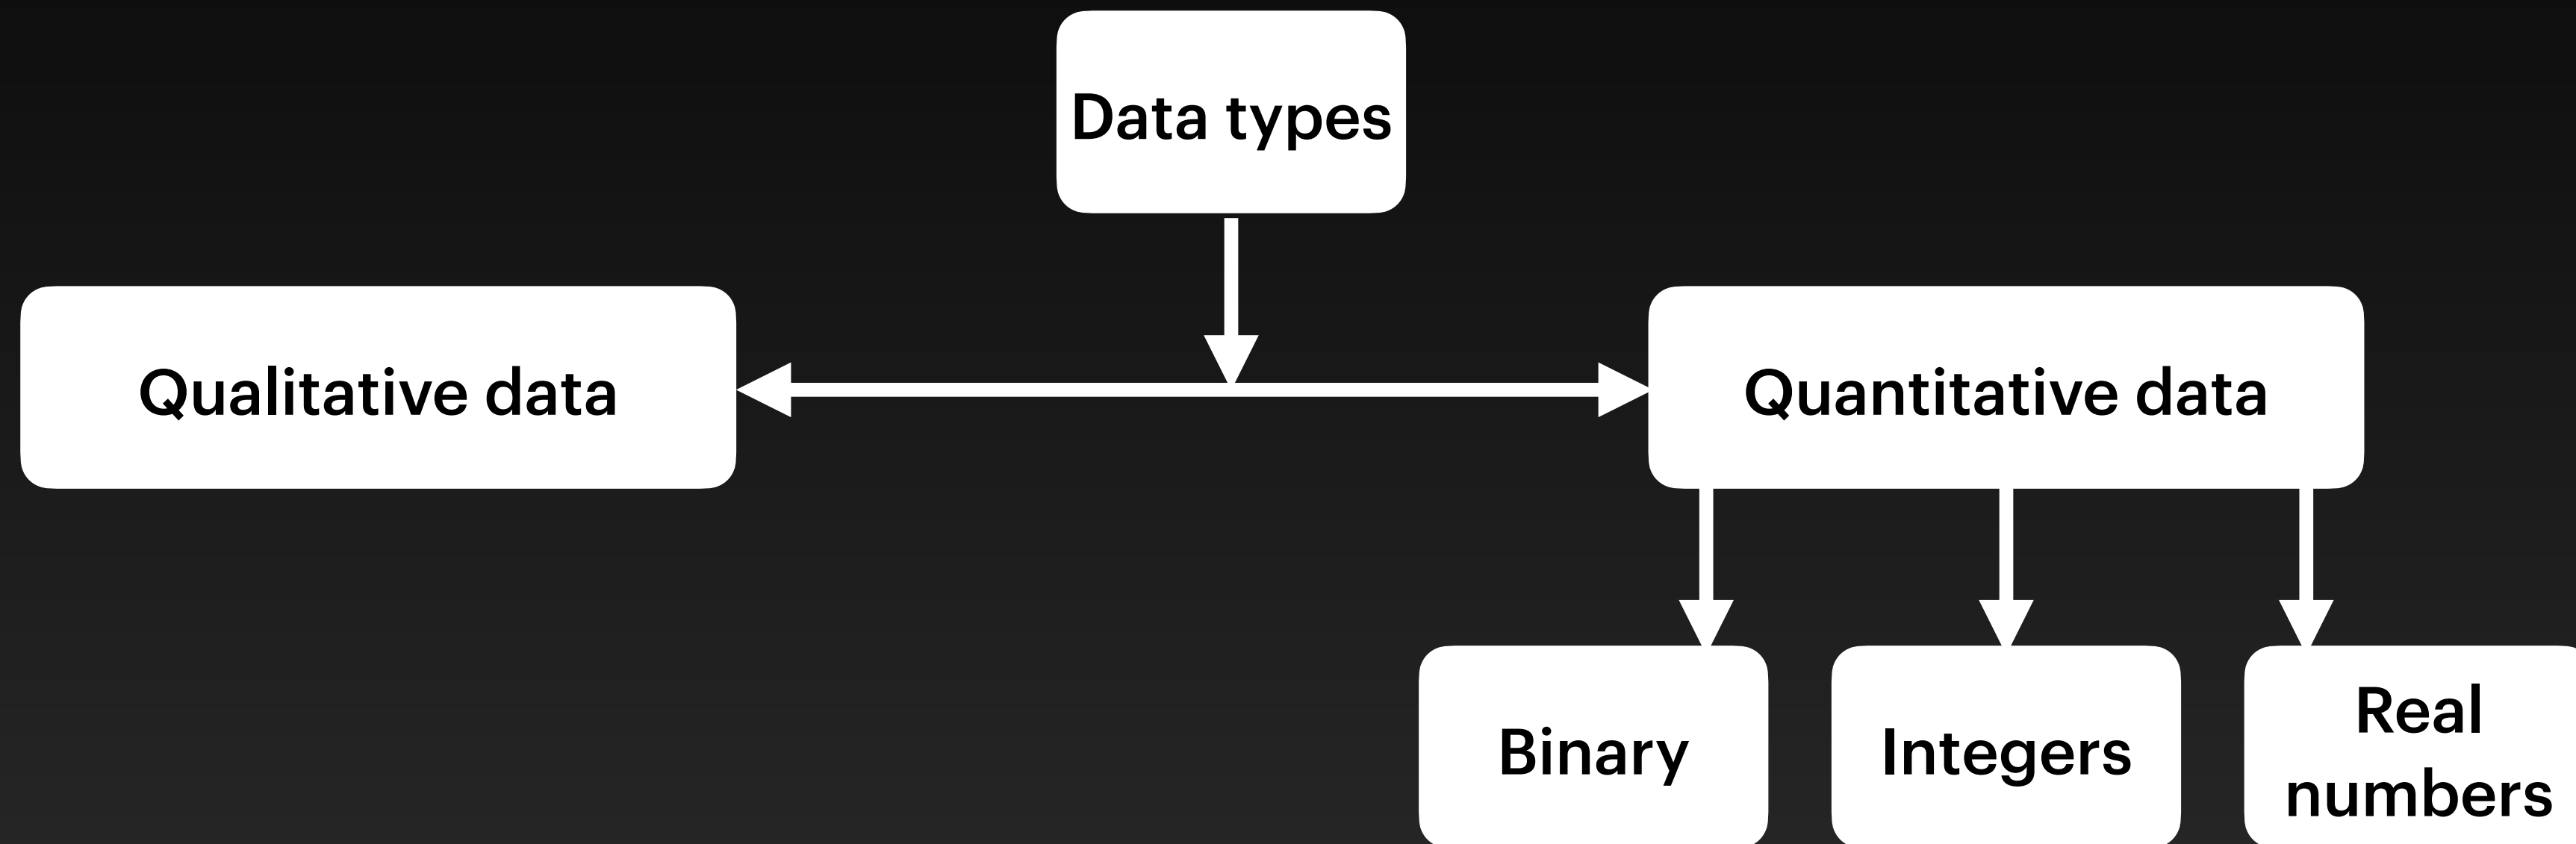 Data types
Qualitative data
Quantitative data
Binary
Integers
Real
numbers